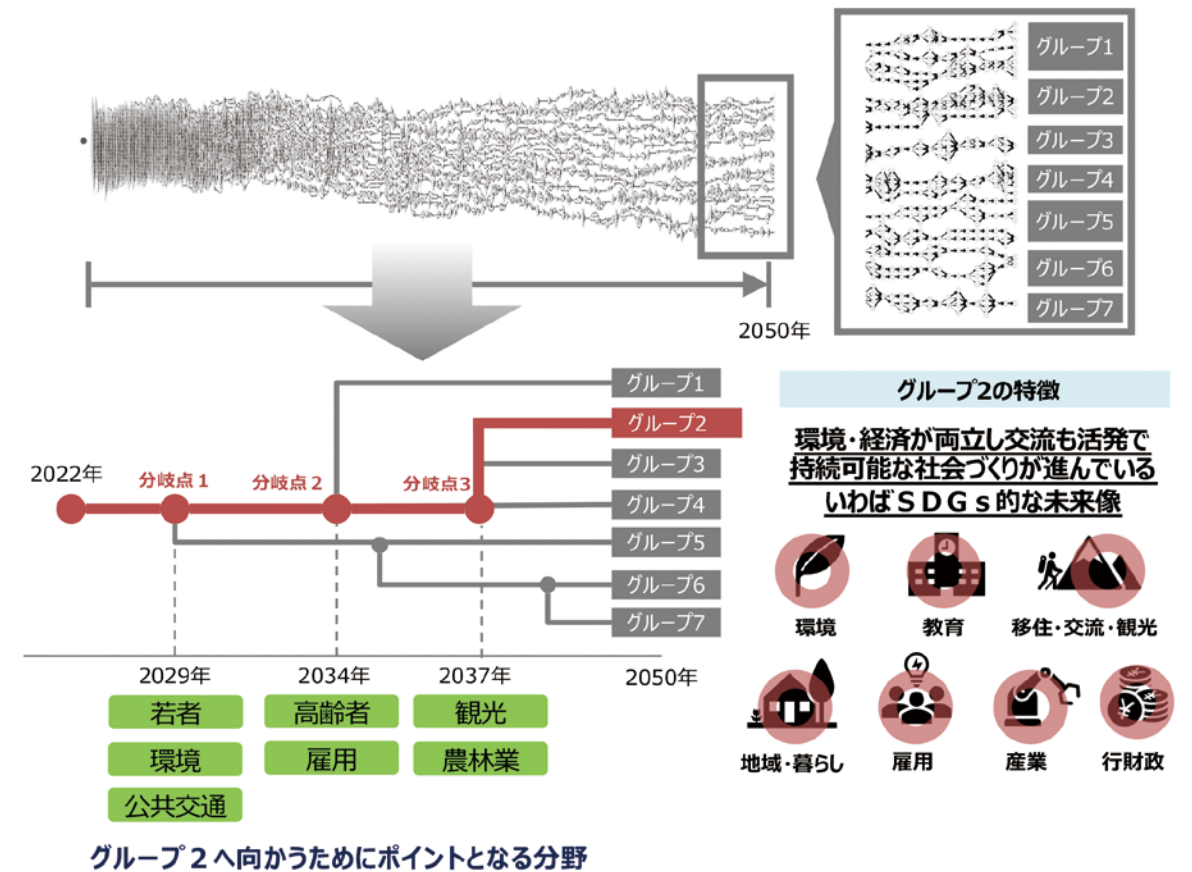 グループ1
グループ2
グループ3
グループ4
グループ5
グループ6
グループ7
2050年
グループ1
グループ2
グループ3
グループ4
グループ5
グループ6
グループ7
2022年
分岐点1
分岐点2
分岐点3
2029年
2034年
2037年
2050年
若者
高齢者
観光
環境
雇用
農林業
公共交通
グループ2へ向かうためにポイントとなる分野
グループ2の特徴
環境・経済が両立し交流も活発で
持続可能な社会づくりが進んでいる
いわばSDGs的な未来像
環境
教育
移住・交流・観光
地域・暮らし
雇用
産業
行財政